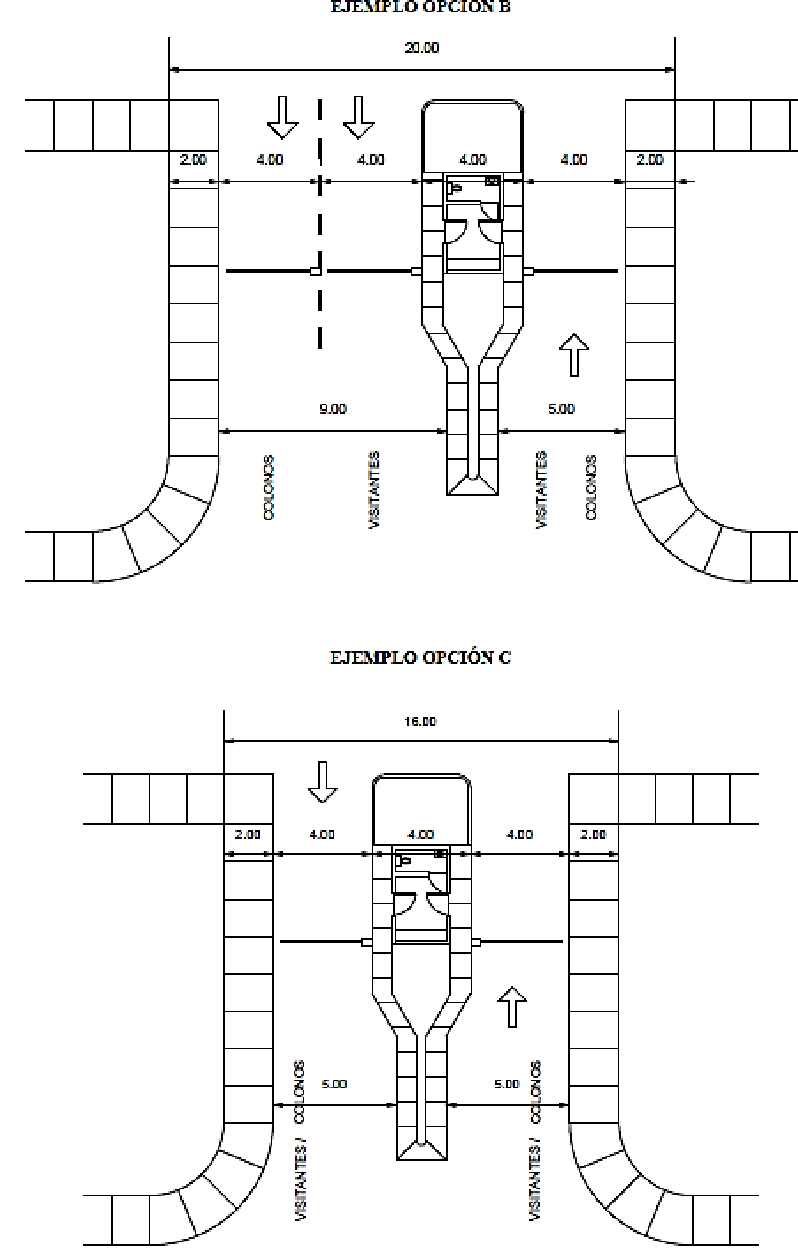 EJEMPLO OPCIÓN B
20.00
2.00 4.00 4.00 4.00 4.00 2.00
9.00 5.00
COLONOS VISITANTES VISITANTES COLONOS
EJEMPLO OPCIÓN C
16.00
2.00 4.00 4.00 4.00 2.00
5.00 5.00
VISITANTES / COLONOS VISITANTES / COLONOS